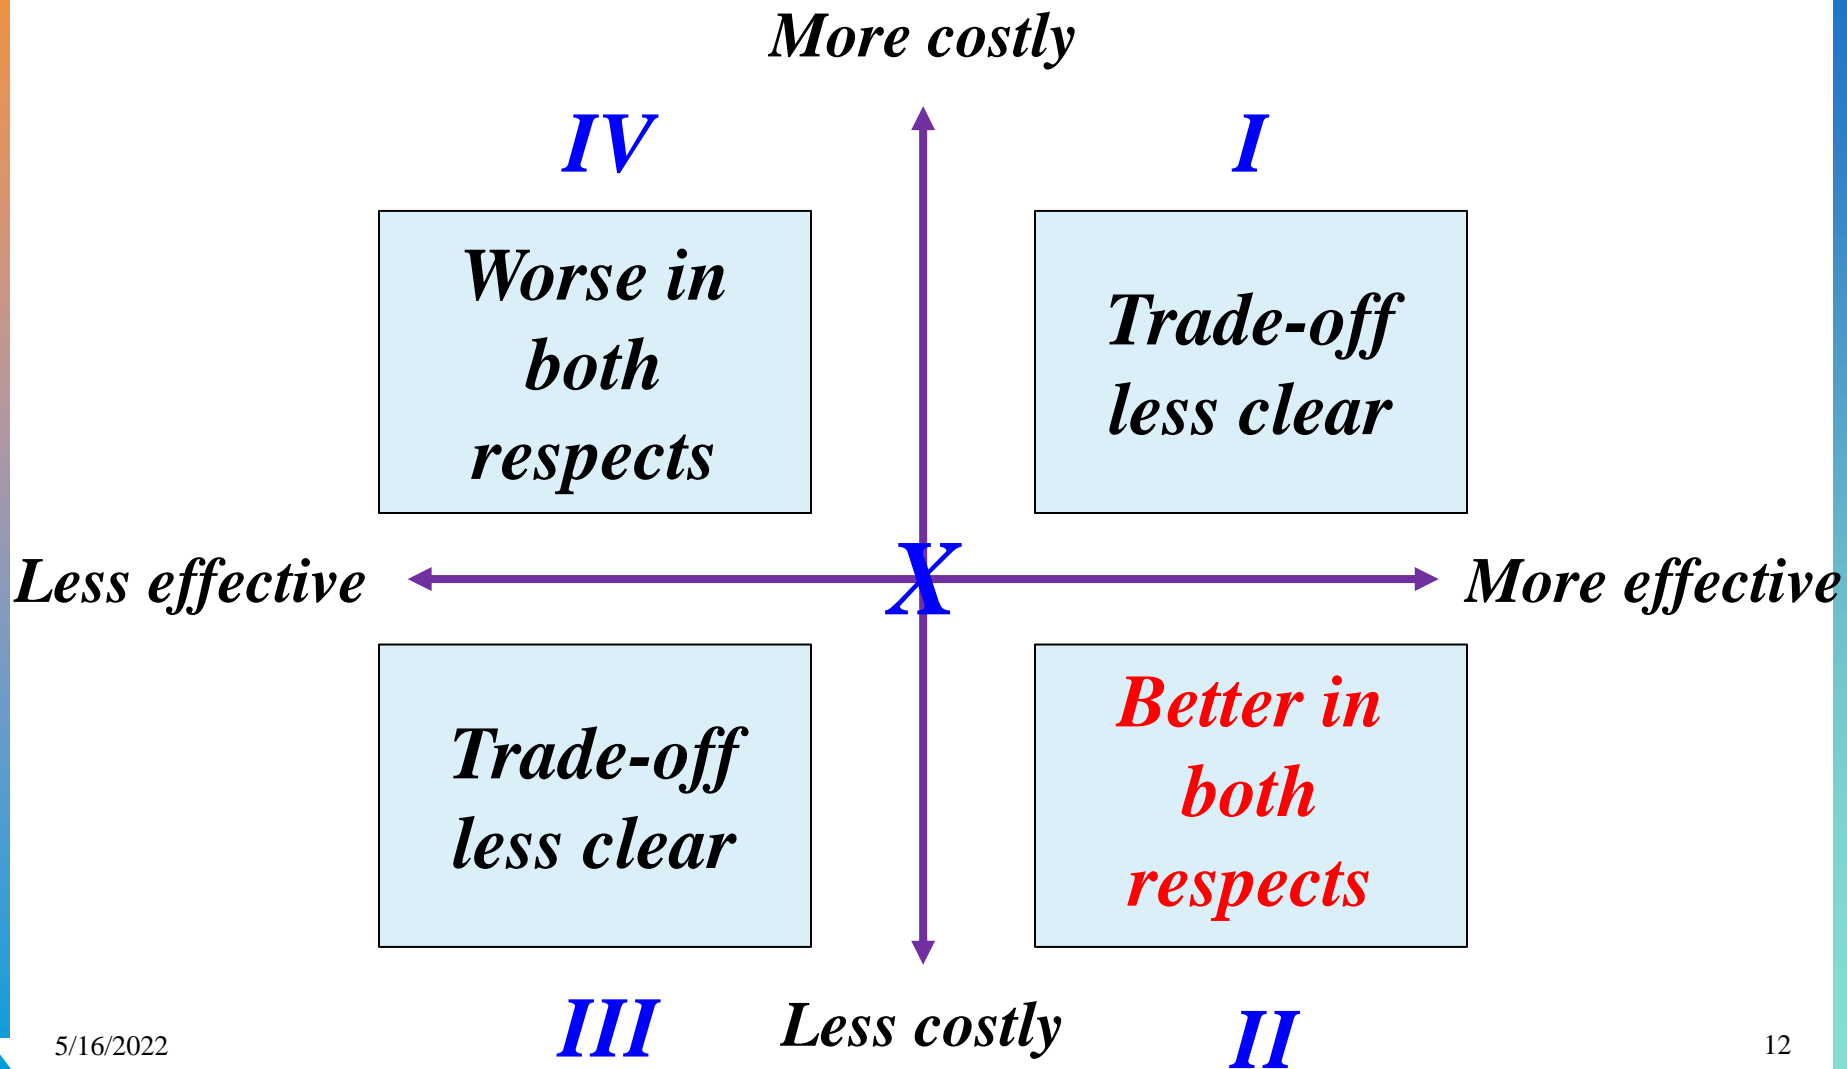 More costly
IV
I
Worse in
both
respects
Trade-off
less clear
Less effective
X
More effective
Trade-off
less clear
Better in
both
respects
III
Less costly
II
5/16/2022
12